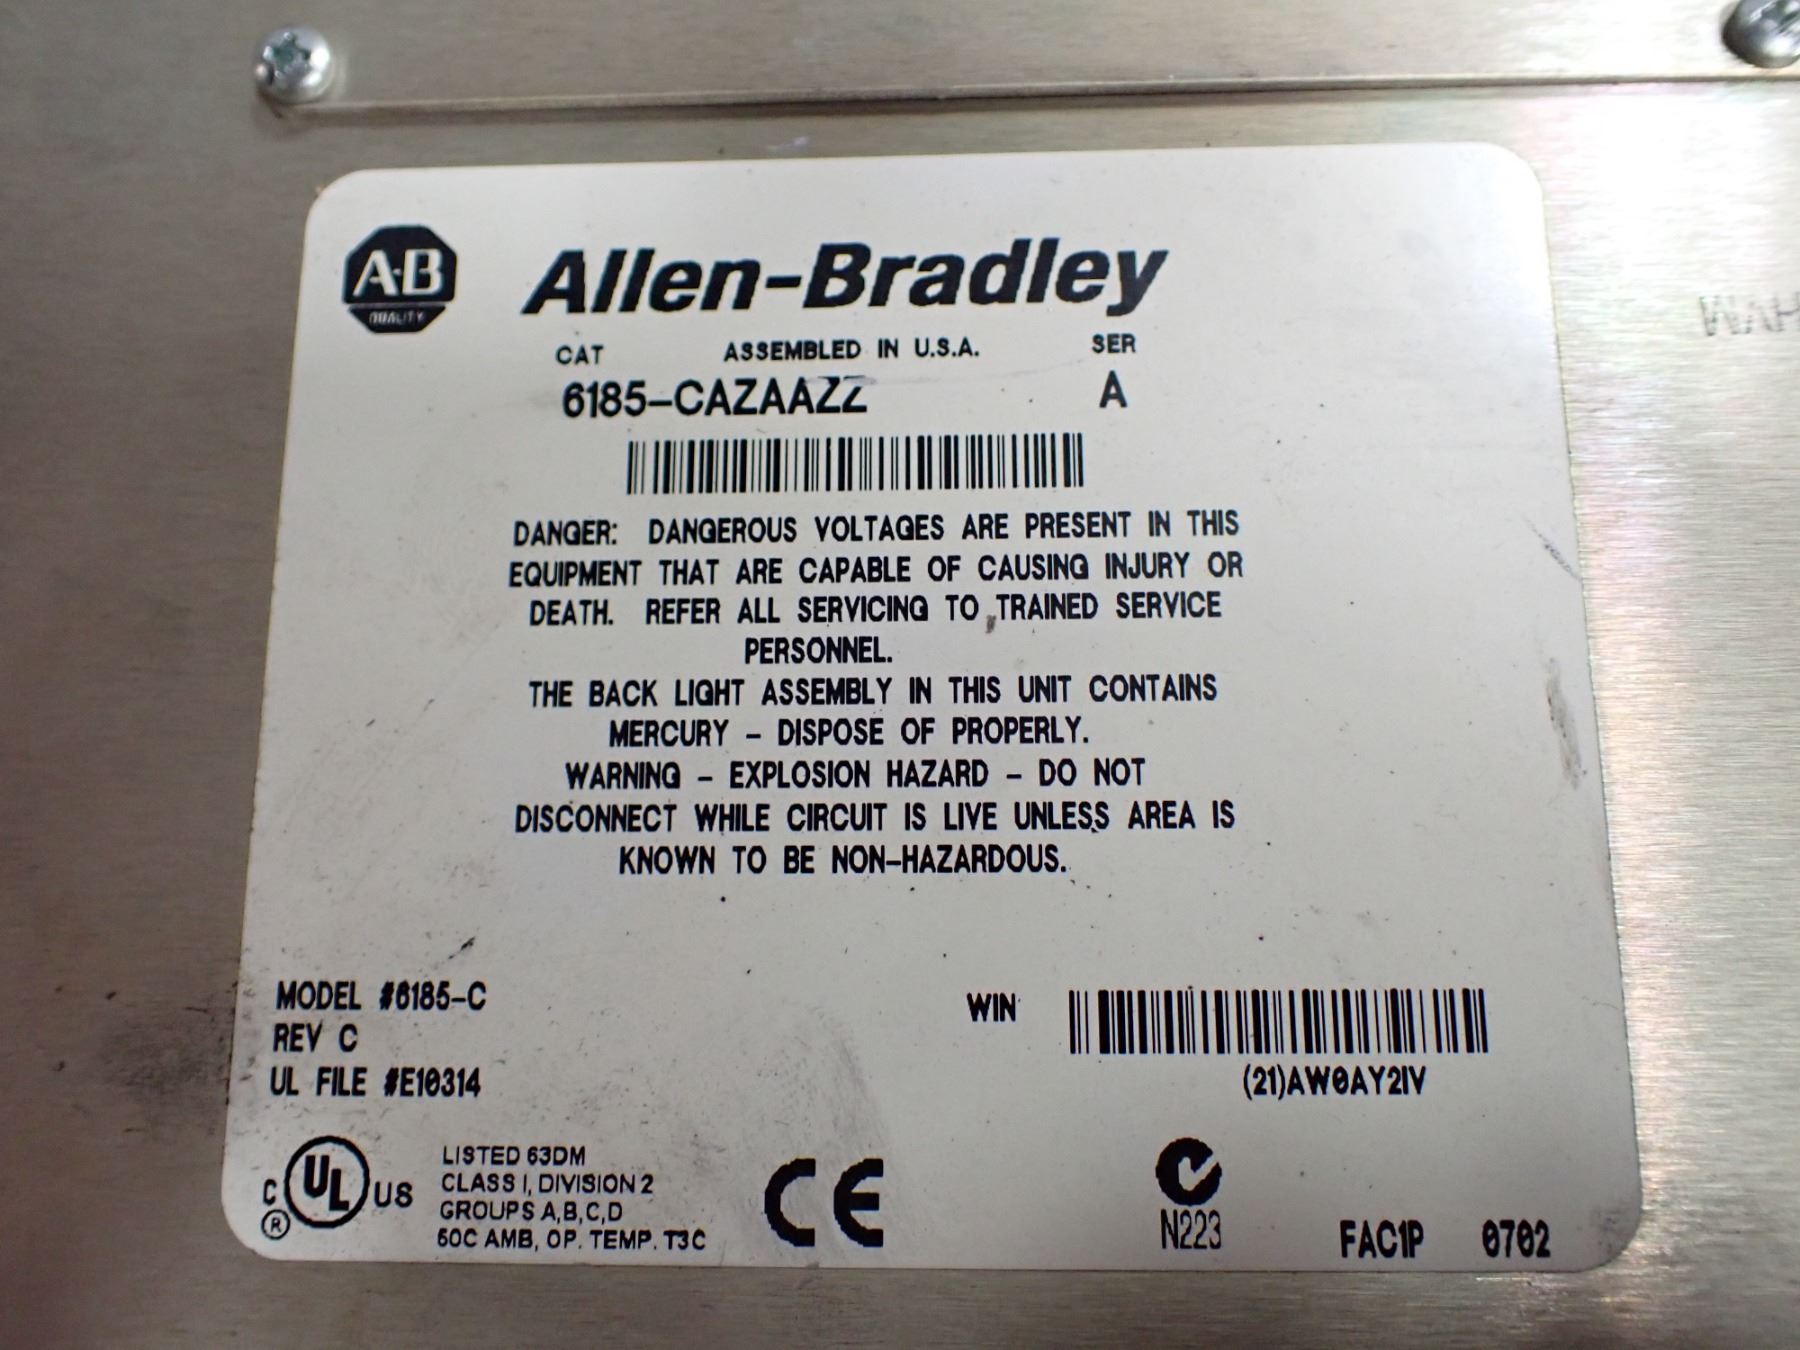 A-B
QUALITY
Allen-Bradley
CAT ASSEMBLED IN U.S.A. SER
6185-CAZAAZZ A
DANGER: DANGEROUS VOLTAGES ARE PRESENT IN THIS
EQUIPMENT THAT ARE CAPABLE OF CAUSING INJURY OR
DEATH. REFER ALL SERVICING TO TRAINED SERVICE
PERSONNEL.
THE BACK LIGHT ASSEMBLY IN THIS UNIT CONTAINS
MERCURY - DISPOSE OF PROPERLY.
WARNING - EXPLOSION HAZARD - DO NOT
DISCONNECT WHILE CIRCUIT IS LIVE UNLESS AREA IS
KNOWN TO BE NON-HAZARDOUS.
MODEL #6185-C
REV C
UL FILE #E10314
WIN
(21)AW0AY2IV
C UL US
®
LISTED 63DM
CLASS I, DIVISION 2
GROUPS A,B,C,D
50C AMB, OP. TEMP. T3C
CE
N223
FAC1P 0702